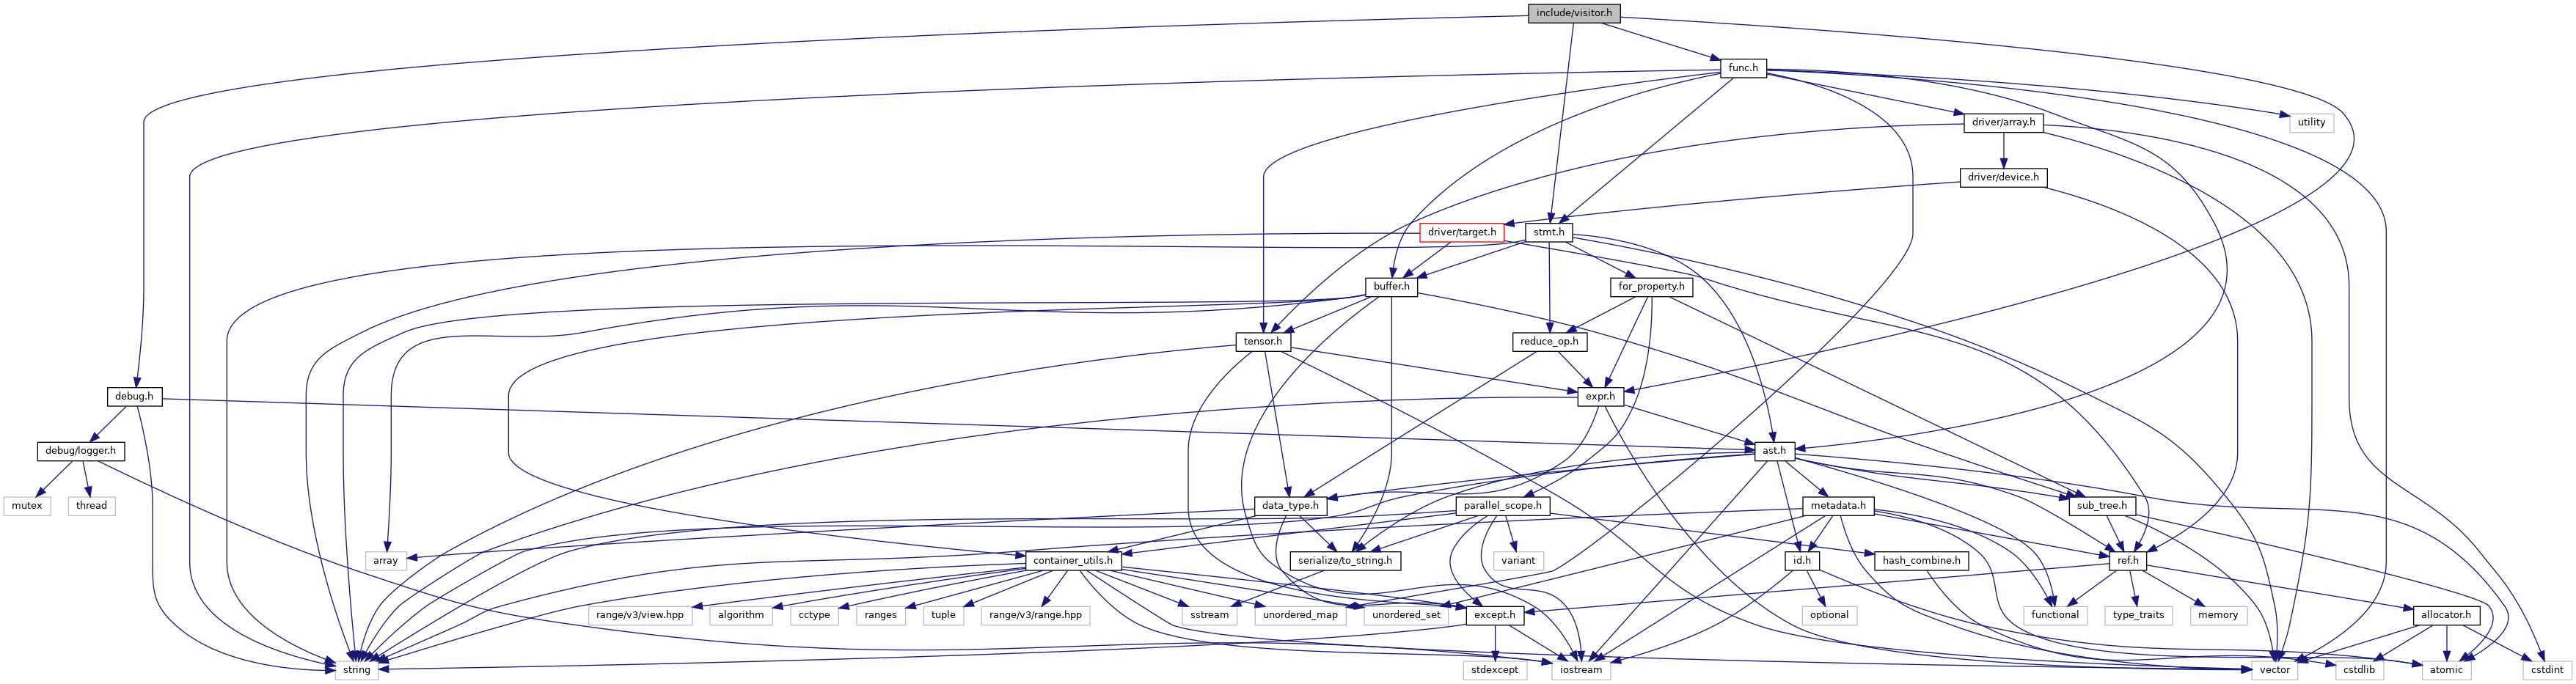 include/visitor.h
func.h
driver/array.h
utility
driver/device.h
driver/target.h
stmt.h
buffer.h
for_property.h
tensor.h
reduce_op.h
debug.h
expr.h
debug/logger.h
ast.h
mutex
thread
data_type.h
parallel_scope.h
metadata.h
sub_tree.h
array
container_utils.h
serialize/to_string.h
variant
id.h
hash_combine.h
ref.h
range/v3/view.hpp
algorithm
cctype
ranges
tuple
range/v3/range.hpp
sstream
unordered_map
unordered_set
except.h
optional
functional
type_traits
memory
allocator.h
string
stdexcept
iostream
vector
cstdlib
atomic
cstdint